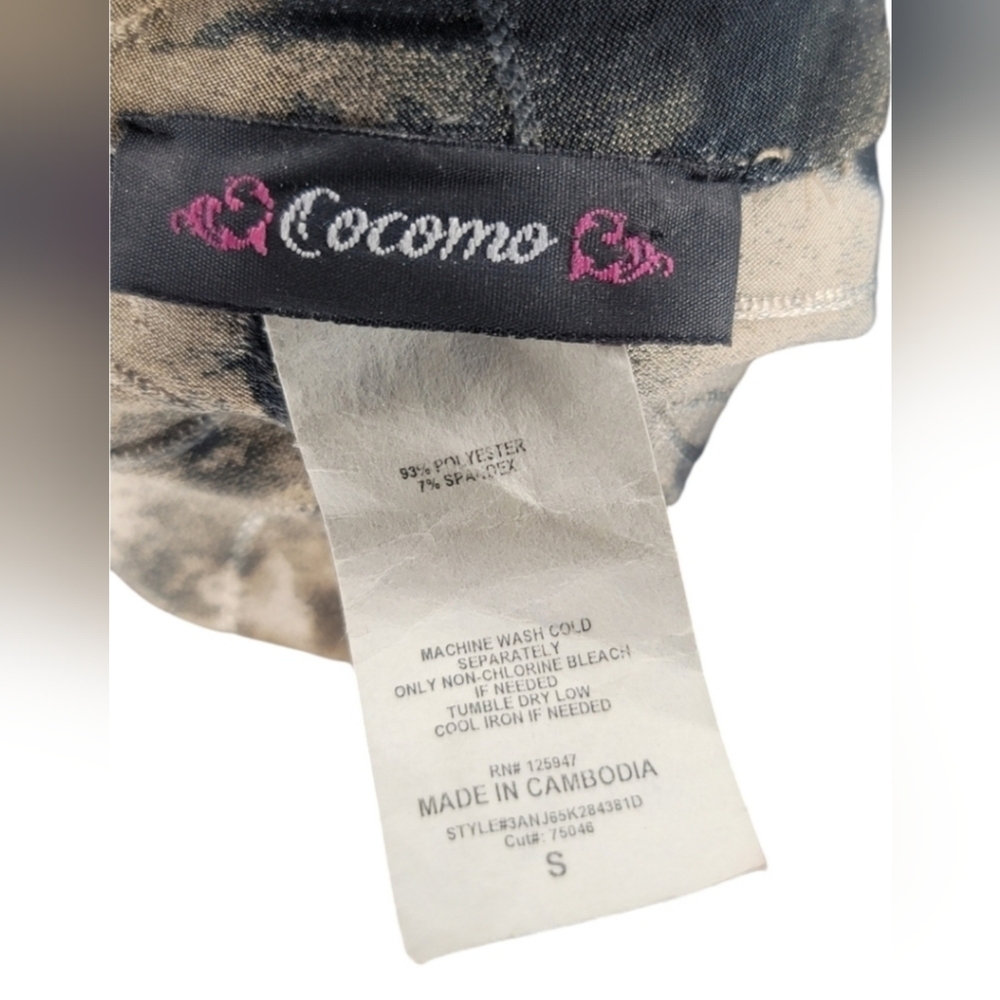 Cocomo
93% POLYESTER
7% SPANDEX
MACHINE WASH COLD
SEPARATELY
ONLY NON-CHLORINE BLEACH
IF NEEDED
TUMBLE DRY LOW
COOL IRON IF NEEDED
RN# 125947
MADE IN CAMBODIA
STYLE#3ANJ65K284381D
Cut#: 75046
S